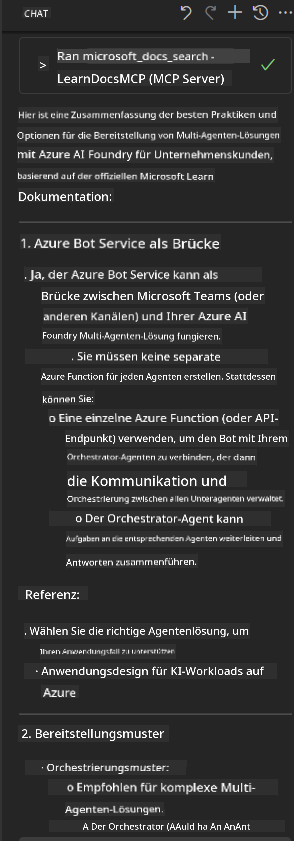 CHAT
> Ran microsoft_docs_search -
LearnDocsMCP (MCP Server)
Hier ist eine Zusammenfassung der besten Praktiken und
Optionen für die Bereitstellung von Multi-Agenten-Lösungen
mit Azure AI Foundry für Unternehmenskunden,
basierend auf der offiziellen Microsoft Learn
Dokumentation:
1. Azure Bot Service als Brücke
. Ja, der Azure Bot Service kann als
Brücke zwischen Microsoft Teams (oder
anderen Kanälen) und Ihrer Azure AI
Foundry Multi-Agenten-Lösung fungieren.
. Sie müssen keine separate
Azure Function für jeden Agenten erstellen. Stattdessen
können Sie:
o Eine einzelne Azure Function (oder API-
Endpunkt) verwenden, um den Bot mit Ihrem
Orchestrator-Agenten zu verbinden, der dann
die Kommunikation und
Orchestrierung zwischen allen Unteragenten verwaltet.
o Der Orchestrator-Agent kann
Aufgaben an die entsprechenden Agenten weiterleiten und
Antworten zusammenführen.
Referenz:
. Wählen Sie die richtige Agentenlösung, um
Ihren Anwendungsfall zu unterstützen
· Anwendungsdesign für KI-Workloads auf
Azure
2. Bereitstellungsmuster
· Orchestrierungsmuster:
o Empfohlen für komplexe Multi-
Agenten-Lösungen.
A Der Orchestrator (AAuld ha An AnAnt